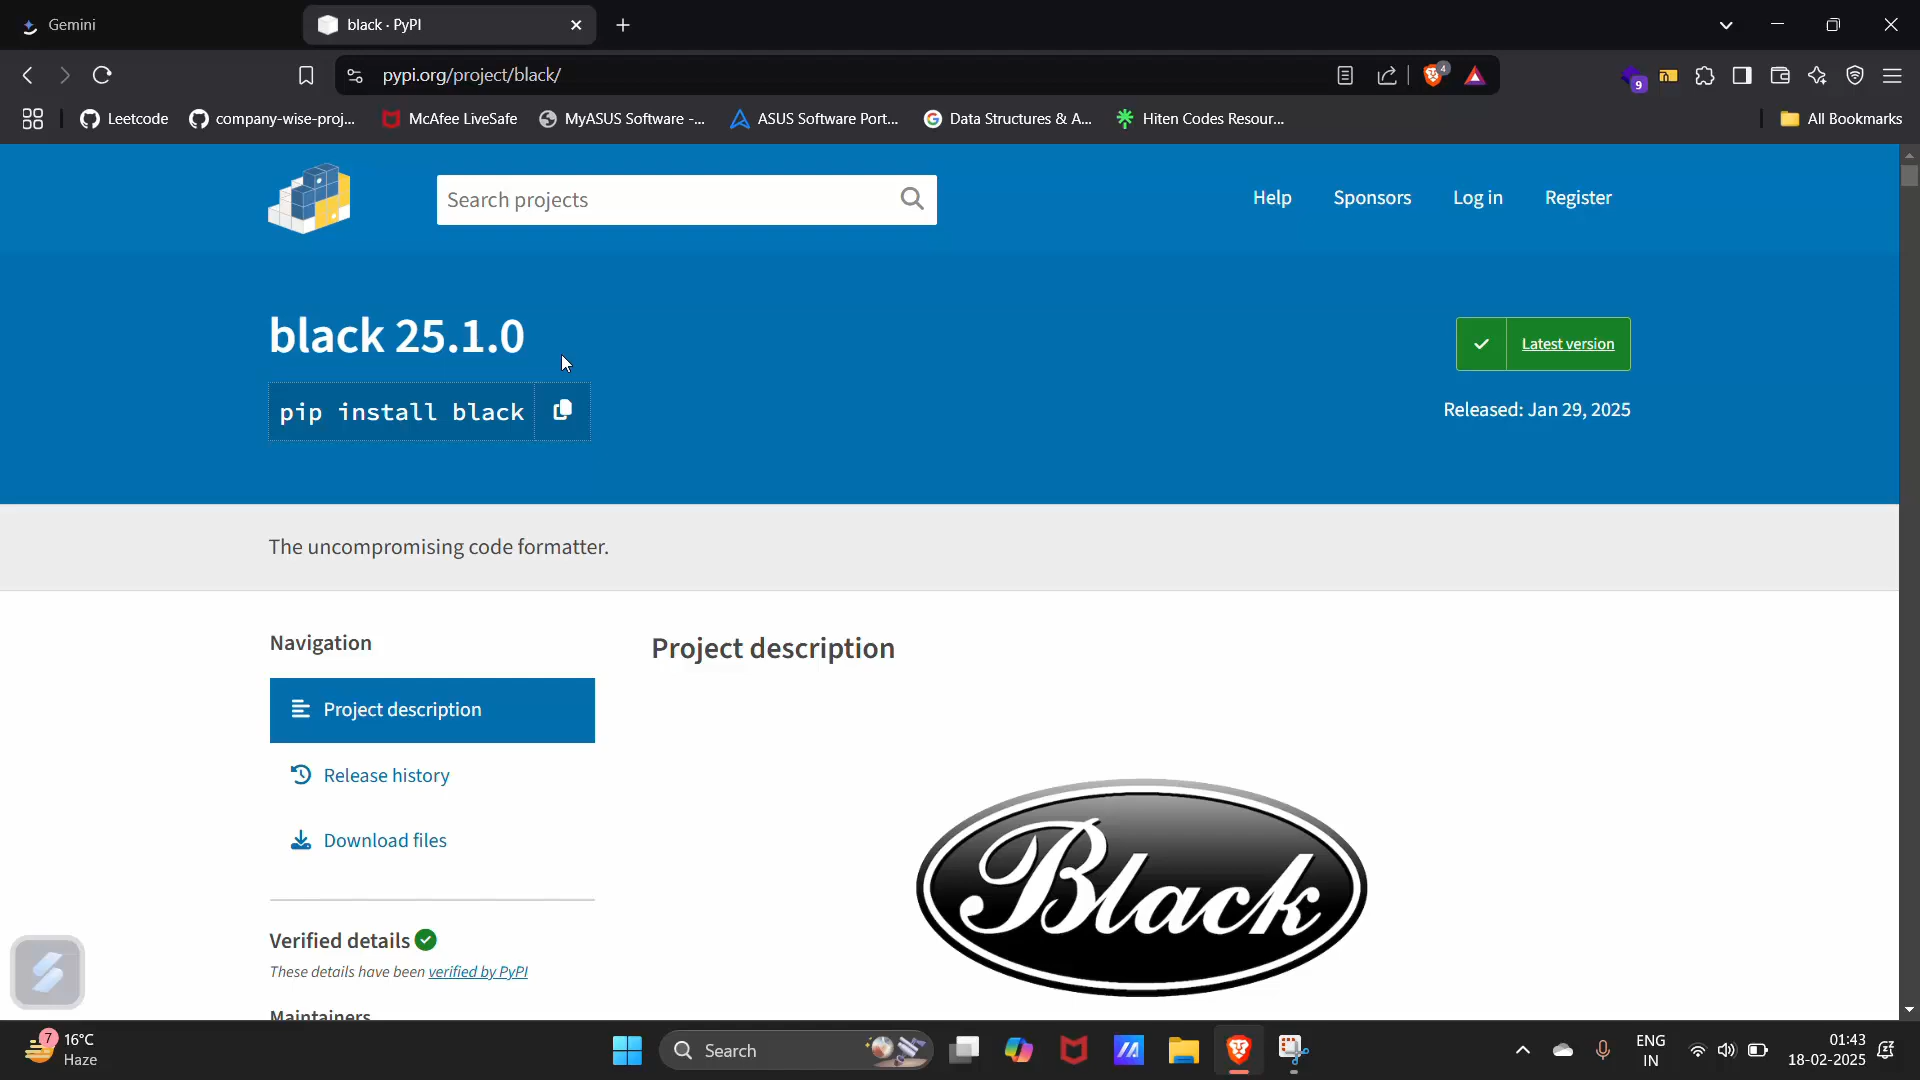 Gemini
black · PyPI
pypi.org/project/black/
4
9
Leetcode
company-wise-proj...
McAfee LiveSafe
MyASUS Software -...
ASUS Software Port...
Data Structures & A...
Hiten Codes Resour...
All Bookmarks
Search projects
Help
Sponsors
Log in
Register
black 25.1.0
Latest version
pip install black
Released: Jan 29, 2025
The uncompromising code formatter.
Navigation
Project description
Project description
Release history
Download files
Black
Verified details
These details have been verified by PyPI
Maintainers
7
16°C
Haze
Search
ENG
IN
01:43
18-02-2025